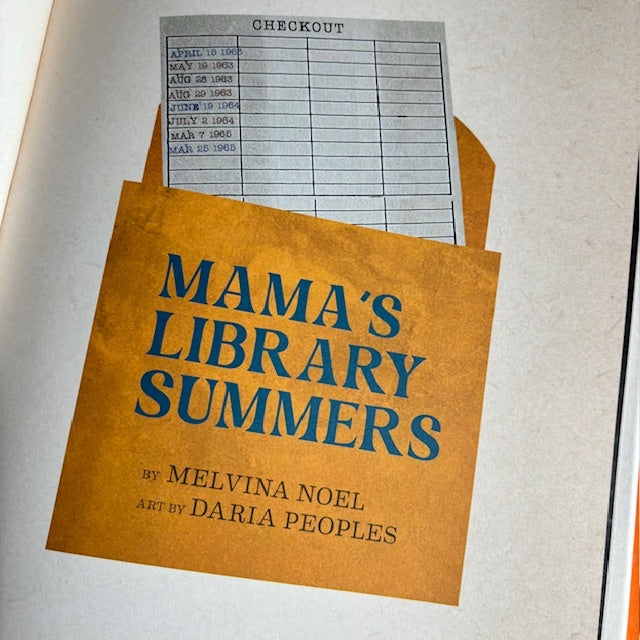 CHECKOUT
APRIL 15 1963
MAY 19 1963
AUG 28 1963
AUG 29 1963
JUNE 19 1964
JULY 2 1964
MAR 7 1965
MAR 25 1965
MAMA'S
LIBRARY
SUMMERS
BY MELVINA NOEL
ART BY DARIA PEOPLES